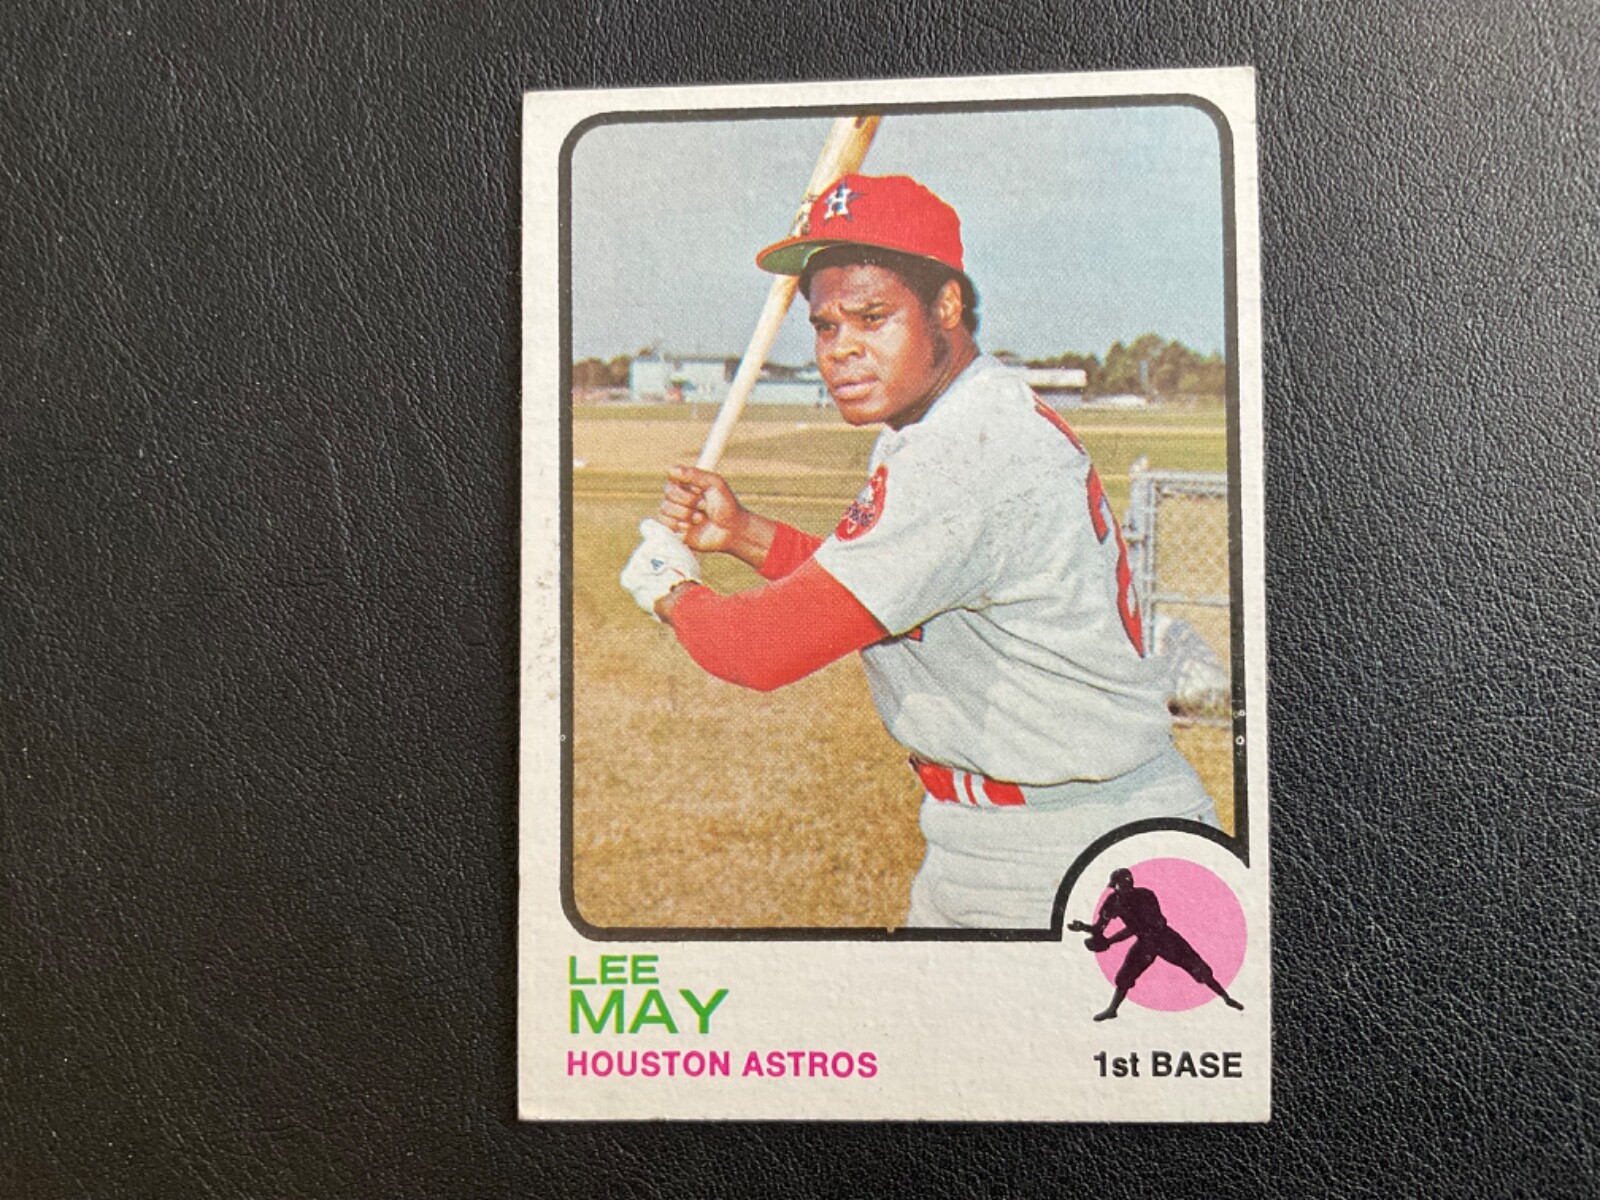 H
LEE
MAY
HOUSTON ASTROS
1st BASE